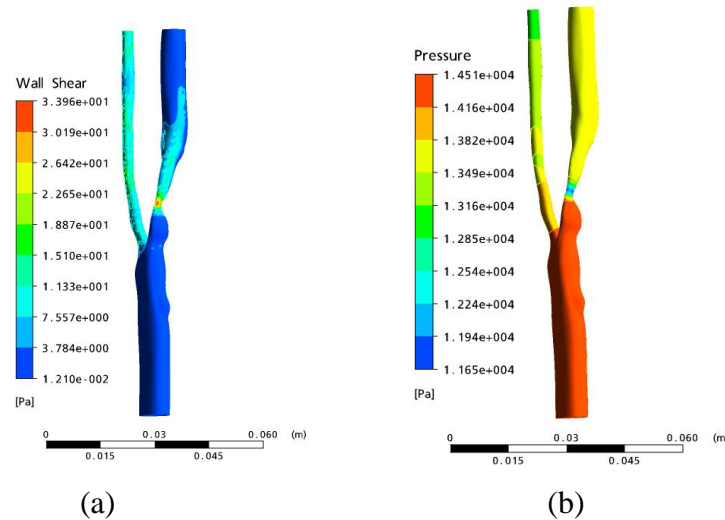 Wall Shear
3.396e+001
3.019e+001
2.642e+001
2.265e+001
1.887e+001
1.510e+001
1.133e+001
7.557e+000
3.784e+000
1.210e-002
[Pa]
0 0.03 0.060 (m)
0.015 0.045
(a)
Pressure
1.451e+004
1.416e+004
1.382e+004
1.349e+004
1.316e+004
1.285e+004
1.254e+004
1.224e+004
1.194e+004
1.165e+004
[Pa]
0 0.03 0.060 (m)
0.015 0.045
(b)